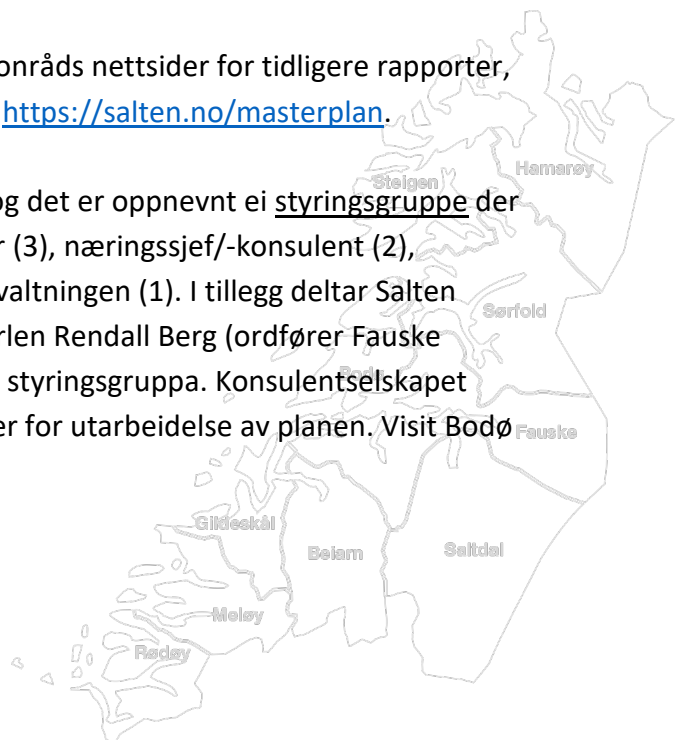 områds nettsider for tidligere rapporter,
https://salten.no/masterplan.
og det er oppnevnt ei styringsgruppe der
r (3), næringssjef/-konsulent (2),
valtningen (1). I tillegg deltar Salten
rlen Rendall Berg (ordfører Fauske
styringsgruppa. Konsulentselskapet
er for utarbeidelse av planen. Visit Bodø
Hamarøy
Steigen
Sørfold
Bodø
Fauske
Gildeskål
Beiarn
Saltdal
Meløy
Rødøy